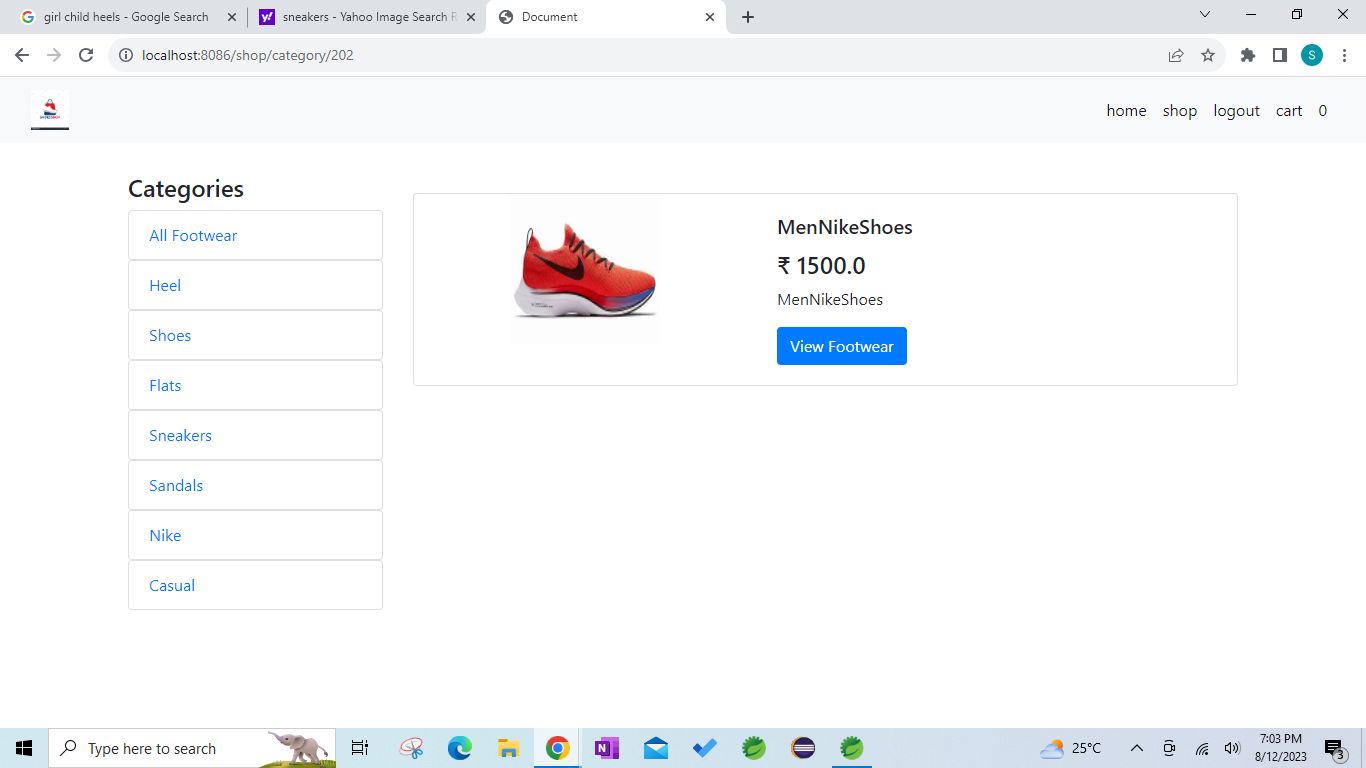 girl child heels - Google Search
sneakers - Yahoo Image Search R
Document
localhost:8086/shop/category/202
S
home shop logout cart 0
Categories
All Footwear
Heel
Shoes
Flats
Sneakers
Sandals
Nike
Casual
MenNikeShoes
₹ 1500.0
MenNikeShoes
View Footwear
Type here to search
25°C
7:03 PM
8/12/2023
3